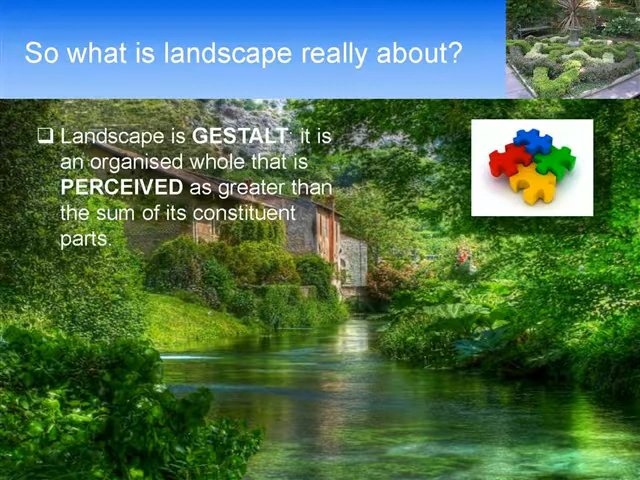 So what is landscape really about?
❑ Landscape is GESTALT: it is
an organised whole that is
PERCEIVED as greater than
the sum of its constituent
parts.